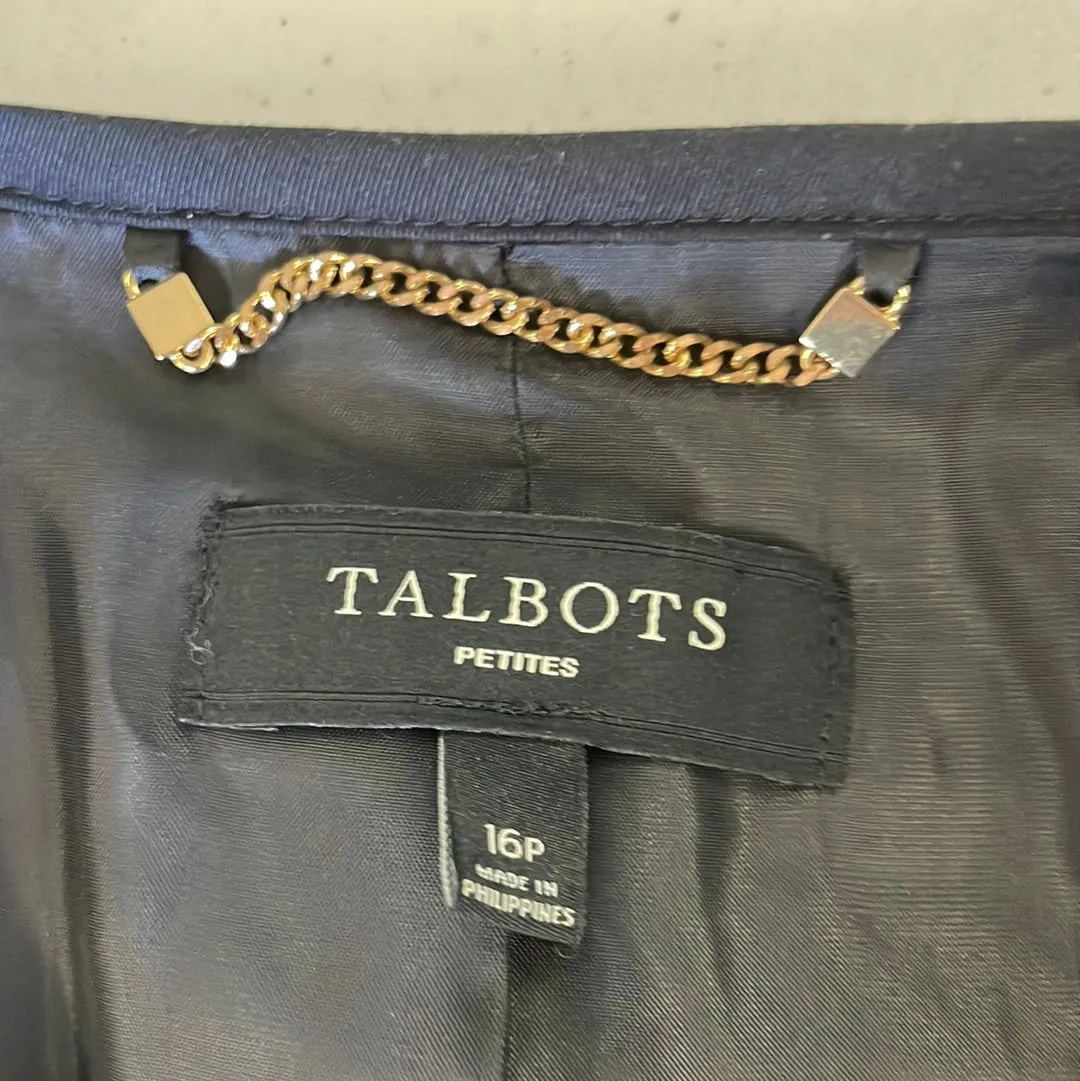 TALBOTS
PETITES
16P
MADE IN
PHILIPPINES